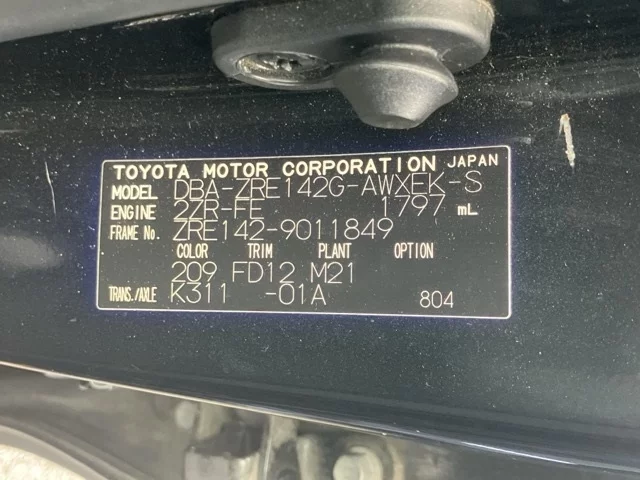 TOYOTA MOTOR CORPORATION JAPAN
MODEL DBA-ZRE142G-AWXEK-S
ENGINE 2ZR-FE 1797 mL
FRAME No. ZRE142-9011849
COLOR TRIM PLANT OPTION
209 FD12 M21
TRANS./AXLE K311 -01A 804